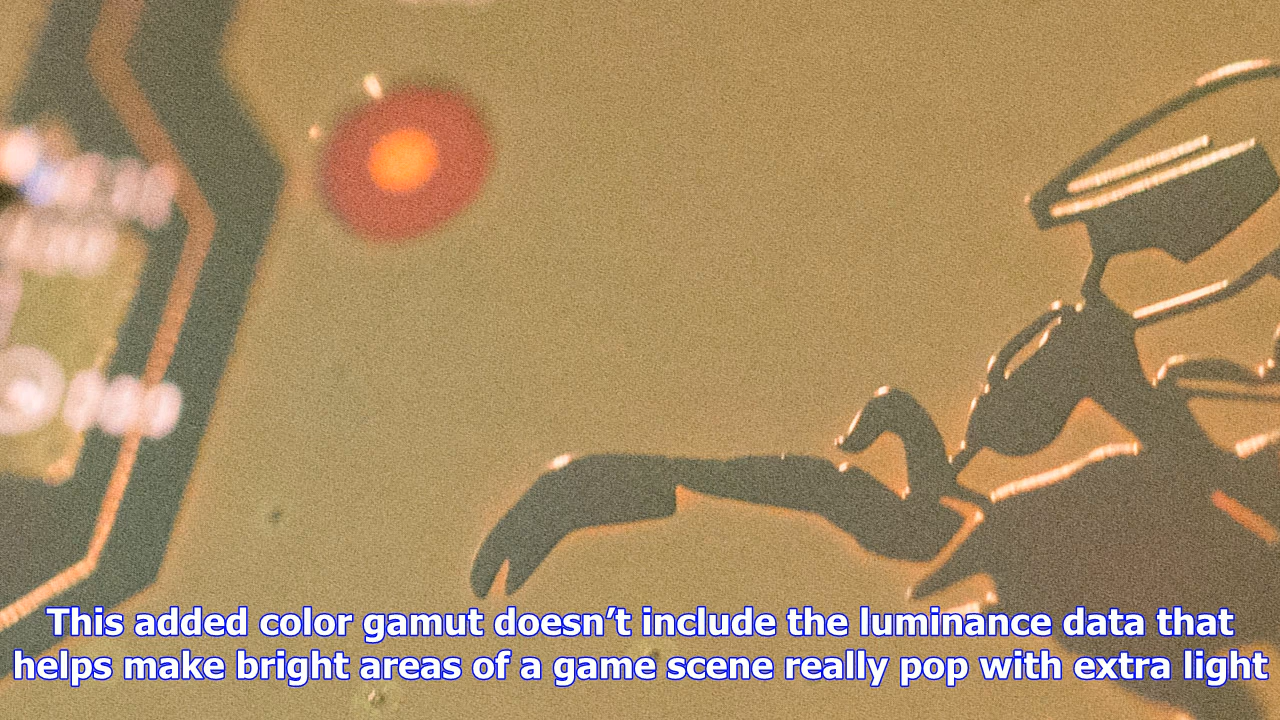 This added color gamut doesn’t include the luminance data that
helps make bright areas of a game scene really pop with extra light